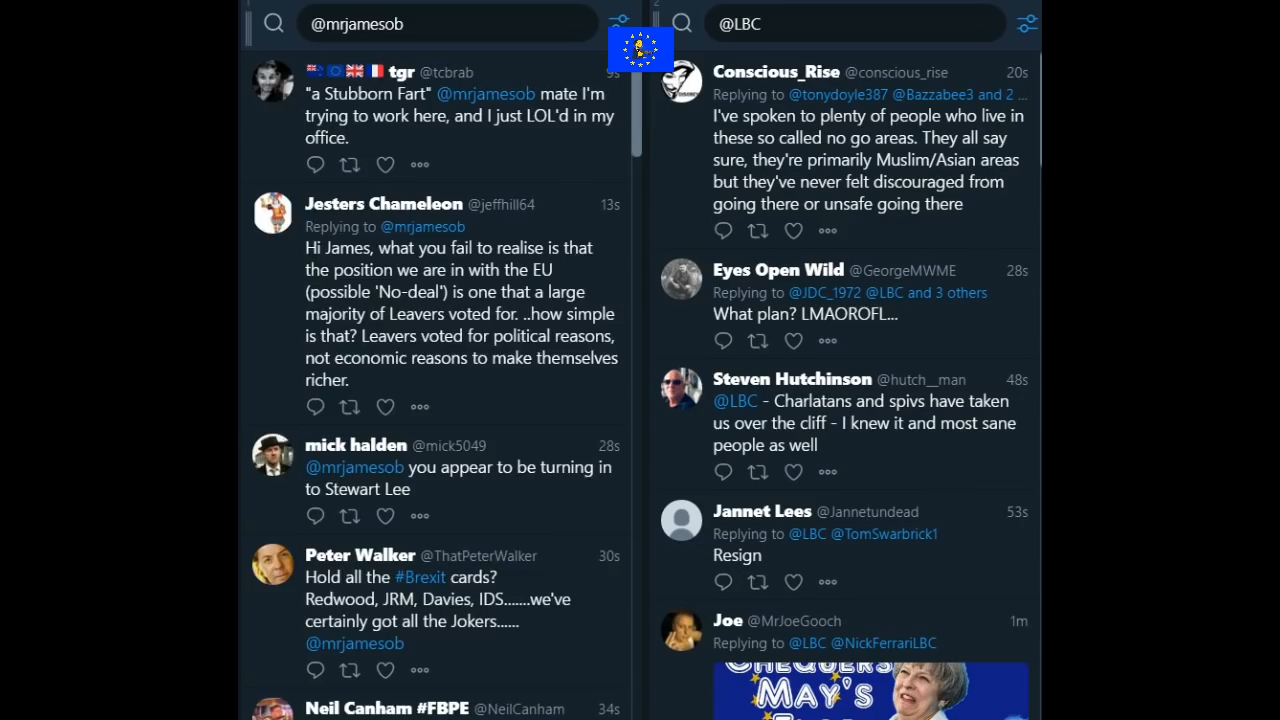 1
@mrjamesob
tgr @tcbrab 9s
"a Stubborn Fart" @mrjamesob mate I'm
trying to work here, and I just LOL'd in my
office.
Jesters Chameleon @jeffhill64 13s
Replying to @mrjamesob
Hi James, what you fail to realise is that
the position we are in with the EU
(possible 'No-deal') is one that a large
majority of Leavers voted for. ..how simple
is that? Leavers voted for political reasons,
not economic reasons to make themselves
richer.
mick halden @mick5049 28s
@mrjamesob you appear to be turning in
to Stewart Lee
Peter Walker @ThatPeterWalker 30s
Hold all the #Brexit cards?
Redwood, JRM, Davies, IDS.......we've
certainly got all the Jokers......
@mrjamesob
Neil Canham #FBPE @NeilCanham 34s
2
@LBC
Conscious_Rise @conscious_rise 20s
Replying to @tonydoyle387 @Bazzabee3 and 2 ...
I've spoken to plenty of people who live in
these so called no go areas. They all say
sure, they're primarily Muslim/Asian areas
but they've never felt discouraged from
going there or unsafe going there
Eyes Open Wild @GeorgeMWME 28s
Replying to @JDC_1972 @LBC and 3 others
What plan? LMAOROFL...
Steven Hutchinson @hutch__man 48s
@LBC - Charlatans and spivs have taken
us over the cliff - I knew it and most sane
people as well
Jannet Lees @Jannetundead 53s
Replying to @LBC @TomSwarbrick1
Resign
Joe @MrJoeGooch 1m
Replying to @LBC @NickFerrariLBC
CHEQUERS
MAY'S